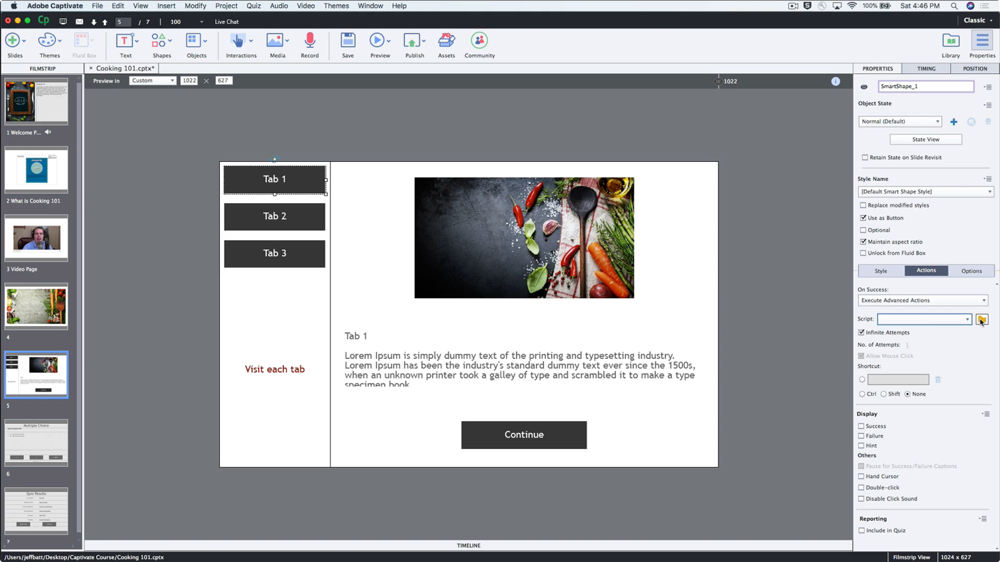 Adobe Captivate File Edit View Insert Modify Project Quiz Audio Video Themes Window Help 100% Sat 4:46 PM
Cp 5 / 7 100 Live Chat Classic
Slides Themes Fluid Box Text Shapes Objects Interactions Media Record Save Preview Publish Assets Community Library Properties
FILMSTRIP
× Cooking 101.cptx*
PROPERTIES TIMING POSITION
Preview in Custom 1022 × 627 1022
1 Welcome P...
2 What is Cooking 101
3 Video Page
4
5
Multiple Choice
6
Quiz Results
7
Tab 1
Tab 2
Tab 3
Visit each tab
Tab 1
Lorem Ipsum is simply dummy text of the printing and typesetting industry.
Lorem Ipsum has been the industry's standard dummy text ever since the 1500s,
when an unknown printer took a galley of type and scrambled it to make a type
specimen book
Continue
SmartShape_1
Object State
Normal (Default)
State View
Retain State on Slide Revisit
Style Name
[Default Smart Shape Style]
Replace modified styles
Use as Button
Optional
Maintain aspect ratio
Unlock from Fluid Box
Style Actions Options
On Success:
Execute Advanced Actions
Script:
Infinite Attempts
No. of Attempts: 1
Allow Mouse Click
Shortcut:
Ctrl Shift None
Display
Success
Failure
Hint
Others
Pause for Success/Failure Captions
Hand Cursor
Double-click
Disable Click Sound
Reporting
Include in Quiz
TIMELINE
/Users/jeffbatt/Desktop/Captivate Course/Cooking 101.cptx Filmstrip View 1024 x 627